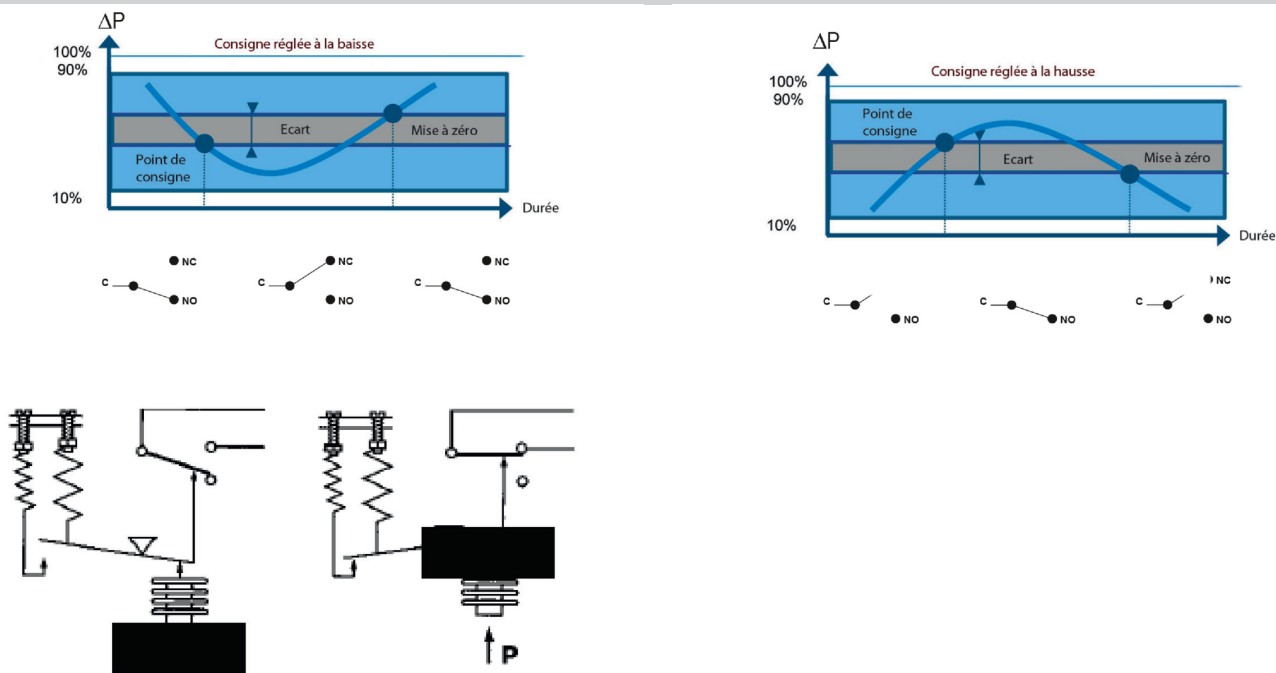 ΔP
Consigne réglée à la baisse
100%
90%
Ecart
Mise à zéro
Point de
consigne
10%
Durée
NC
NC
NC
C
C
C
NO
NO
NO
ΔP
Consigne réglée à la hausse
100%
90%
Point de
consigne
Ecart
Mise à zéro
10%
Durée
NC
C
C
C
NO
NO
NO
P